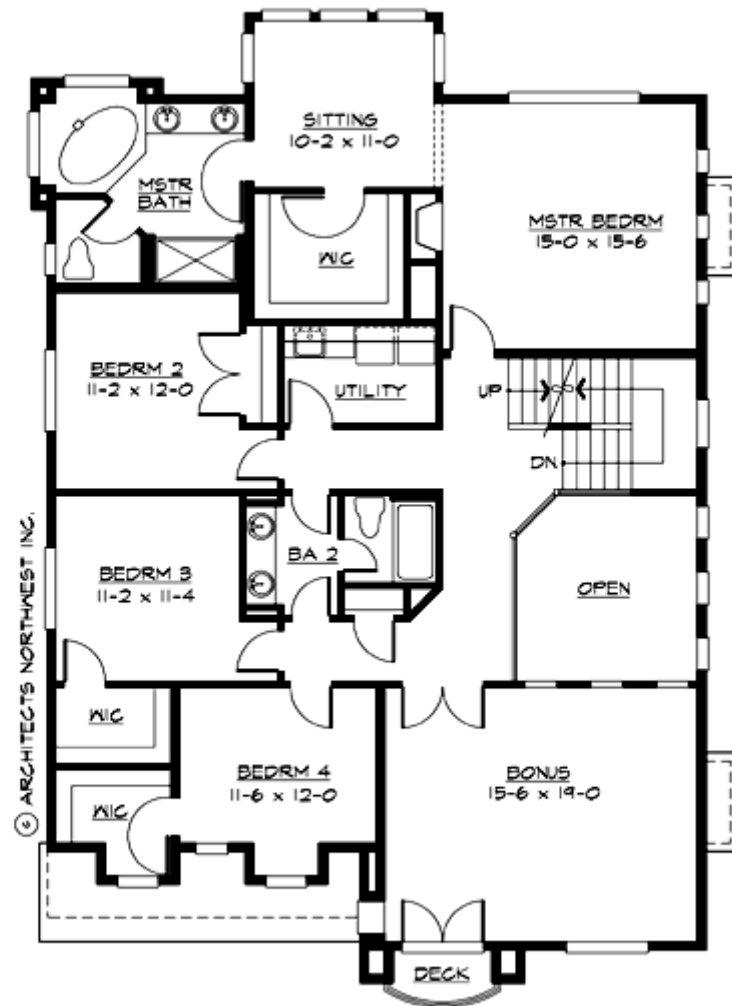 SITTING
10-2 x 11-0
MSTR
BATH
MSTR BEDRM
15-0 x 15-6
WIC
BEDRM 2
11-2 x 12-0
UTILITY
UP
DN
BEDRM 3
11-2 x 11-4
BA 2
OPEN
WIC
BEDRM 4
11-6 x 12-0
BONUS
15-6 x 19-0
WIC
DECK
© ARCHITECTS NORTHWEST INC.